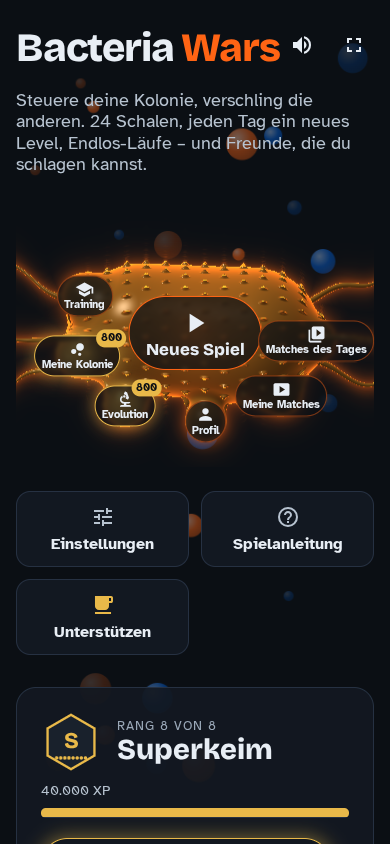 Bacteria Wars
Steuere deine Kolonie, verschling die
anderen. 24 Schalen, jeden Tag ein neues
Level, Endlos-Läufe – und Freunde, die du
schlagen kannst.
Training
Neues Spiel
800
Meine Kolonie
Matches des Tages
800
Evolution
Meine Matches
Profil
Einstellungen
Spielanleitung
Unterstützen
S
RANG 8 VON 8
Superkeim
40.000 XP